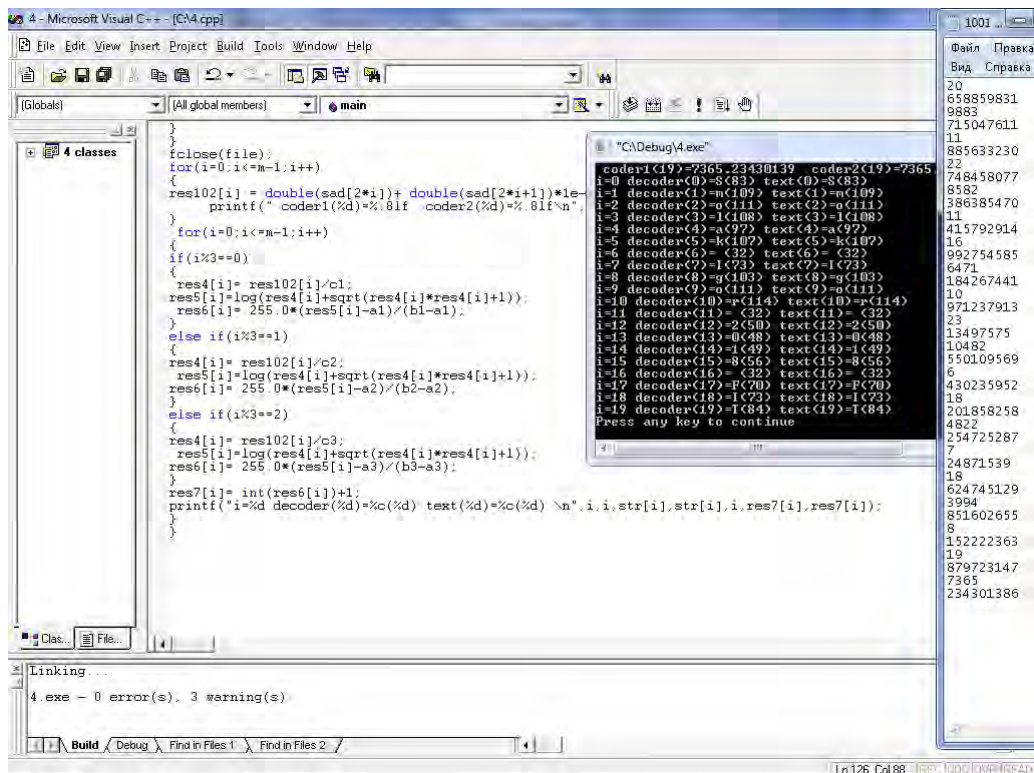 4 - Microsoft Visual C++ - [C:\4.cpp]
File Edit View Insert Project Build Tools Window Help
(Globals) [All global members] main
4 classes
}
}
fclose(file);
for(i=0;i<=m-1;i++)
{
res102[i] = double(sad[2*i])+ double(sad[2*i+1])*1e-
printf(" coder1(%d)=%.8lf coder2(%d)=%.8lf\n",
}
for(i=0;i<=m-1;i++)
{
if(i%3==0)
{
res4[i]= res102[i]/c1;
res5[i]=log(res4[i]+sqrt(res4[i]*res4[i]+1));
res6[i]= 255.0*(res5[i]-a1)/(b1-a1);
}
else if(i%3==1)
{
res4[i]= res102[i]/c2;
res5[i]=log(res4[i]+sqrt(res4[i]*res4[i]+1));
res6[i]= 255.0*(res5[i]-a2)/(b2-a2);
}
else if(i%3==2)
{
res4[i]= res102[i]/c3;
res5[i]=log(res4[i]+sqrt(res4[i]*res4[i]+1));
res6[i]= 255.0*(res5[i]-a3)/(b3-a3);
}
res7[i]= int(res6[i])+1;
printf("i=%d decoder(%d)=%c(%d) text(%d)=%c(%d) \n",i,i,str[i],str[i],i,res7[i],res7[i]);
}
}
Clas... File...
"C:\Debug\4.exe"
coder1(19)=7365.23430139 coder2(19)=7365.
i=0 decoder(0)=S(83) text(0)=S(83)
i=1 decoder(1)=m(109) text(1)=m(109)
i=2 decoder(2)=o(111) text(2)=o(111)
i=3 decoder(3)=l(108) text(3)=l(108)
i=4 decoder(4)=a(97) text(4)=a(97)
i=5 decoder(5)=k(107) text(5)=k(107)
i=6 decoder(6)= (32) text(6)= (32)
i=7 decoder(7)=I(73) text(7)=I(73)
i=8 decoder(8)=g(103) text(8)=g(103)
i=9 decoder(9)=o(111) text(9)=o(111)
i=10 decoder(10)=r(114) text(10)=r(114)
i=11 decoder(11)= (32) text(11)= (32)
i=12 decoder(12)=2(50) text(12)=2(50)
i=13 decoder(13)=0(48) text(13)=0(48)
i=14 decoder(14)=1(49) text(14)=1(49)
i=15 decoder(15)=8(56) text(15)=8(56)
i=16 decoder(16)= (32) text(16)= (32)
i=17 decoder(17)=F(70) text(17)=F(70)
i=18 decoder(18)=I(73) text(18)=I(73)
i=19 decoder(19)=T(84) text(19)=T(84)
Press any key to continue
1001 ...
Файл Правка
Вид Справка
20
658859831
9883
715047611
11
885633230
22
748458077
8582
386385470
11
415792914
16
992754585
6471
184267441
10
971237913
23
13497575
10482
550109569
6
430235952
18
201858258
4822
254725287
7
24871539
18
624745129
3994
851602655
8
152222363
19
879723147
7365
234301386
Linking...
4.exe - 0 error(s), 3 warning(s)
Build Debug Find in Files 1 Find in Files 2
Ln 126, Col 88 REC COL OVR READ